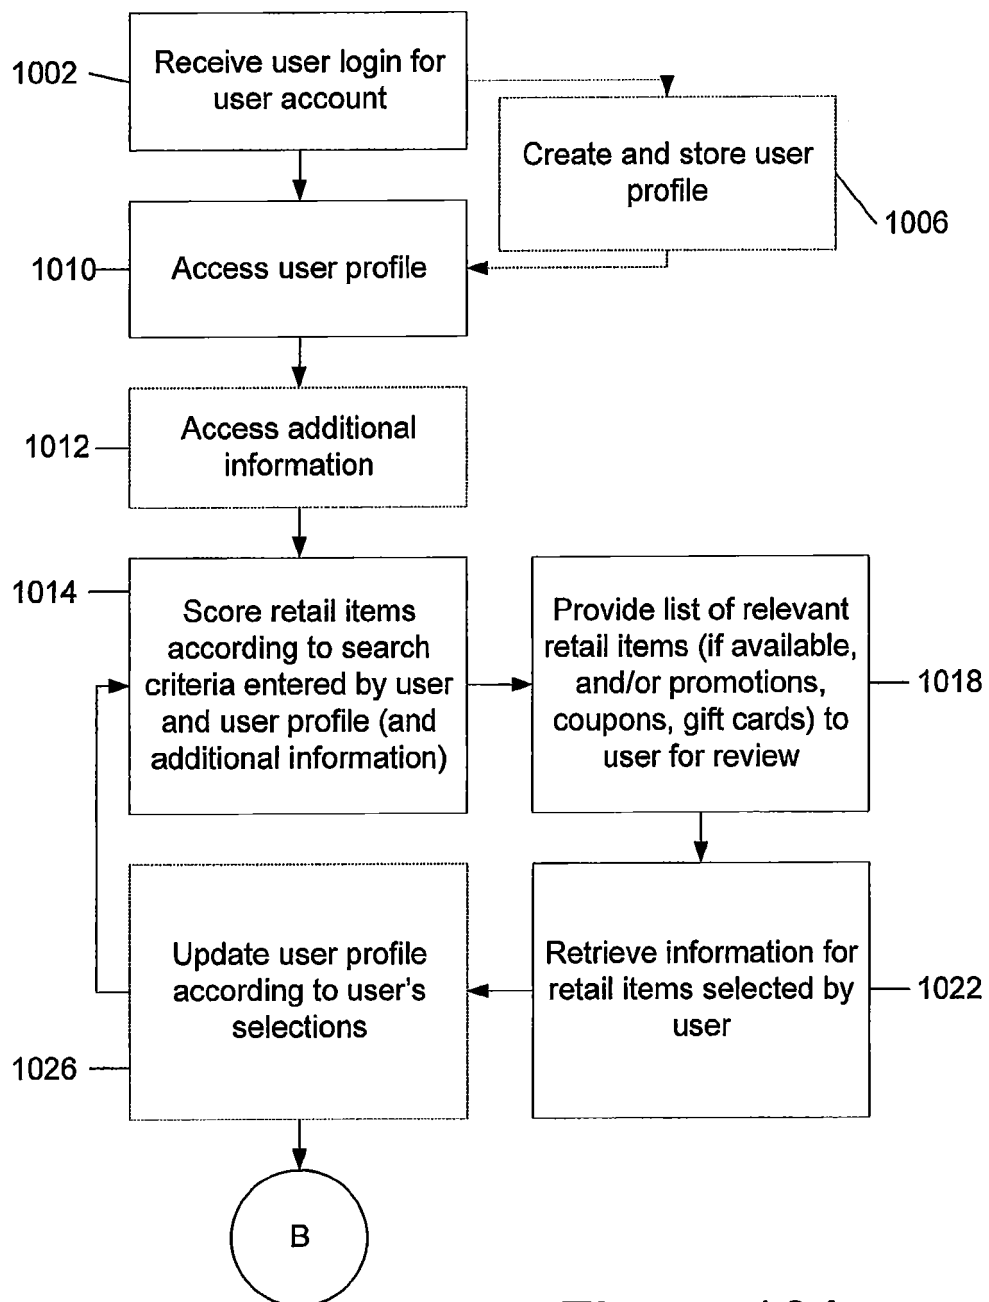 1002
Receive user login for
user account
Create and store user
profile
1006
1010
Access user profile
1012
Access additional
information
1014
Score retail items
according to search
criteria entered by user
and user profile (and
additional information)
Provide list of relevant
retail items (if available,
and/or promotions,
coupons, gift cards) to
user for review
1018
Update user profile
according to user's
selections
1026
Retrieve information for
retail items selected by
user
1022
B